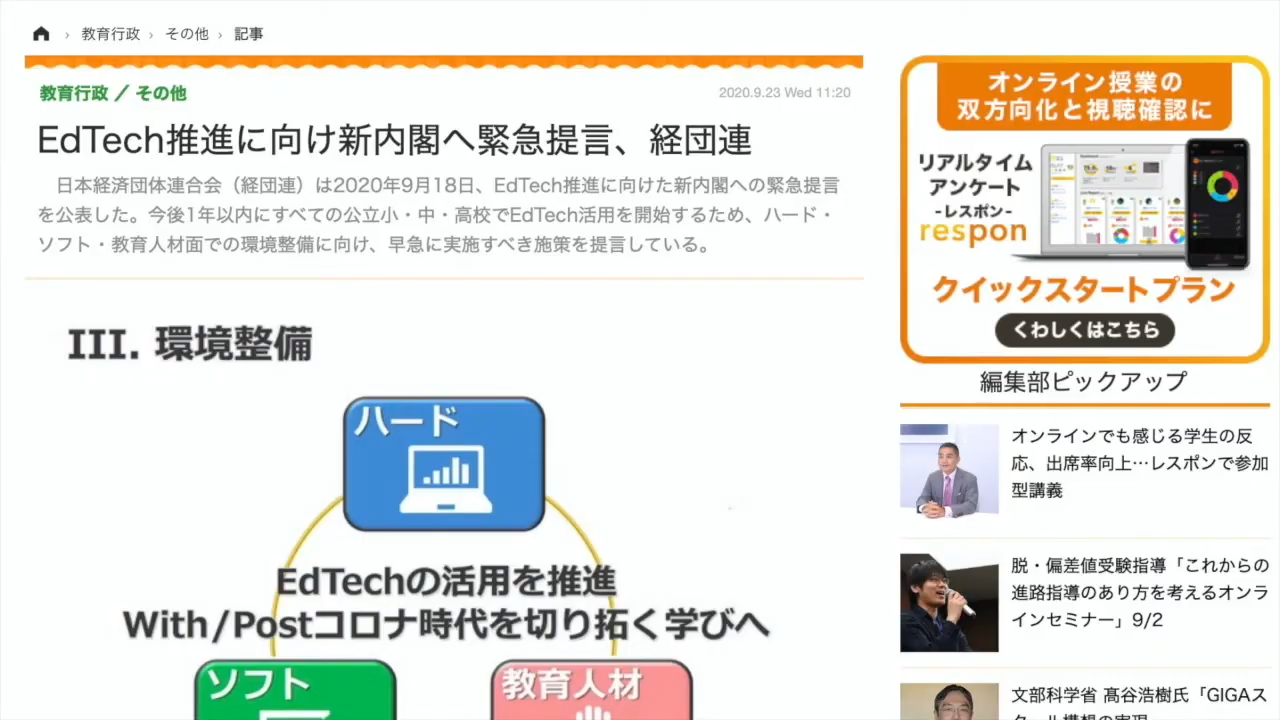 教育行政 › その他 › 記事
教育行政 ／ その他
2020.9.23 Wed 11:20
EdTech推進に向け新内閣へ緊急提言、経団連
日本経済団体連合会（経団連）は2020年9月18日、EdTech推進に向けた新内閣への緊急提言
を公表した。今後1年以内にすべての公立小・中・高校でEdTech活用を開始するため、ハード・
ソフト・教育人材面での環境整備に向け、早急に実施すべき施策を提言している。
III. 環境整備
ハード
EdTechの活用を推進
With/Postコロナ時代を切り拓く学びへ
ソフト
教育人材
オンライン授業の
双方向化と視聴確認に
リアルタイム
アンケート
-レスポン-
respon
クイックスタートプラン
くわしくはこちら
編集部ピックアップ
オンラインでも感じる学生の反
応、出席率向上…レスポンで参加
型講義
脱・偏差値受験指導「これからの
進路指導のあり方を考えるオンラ
インセミナー」9/2
文部科学省 髙谷浩樹氏「GIGAス
クール構想の実現